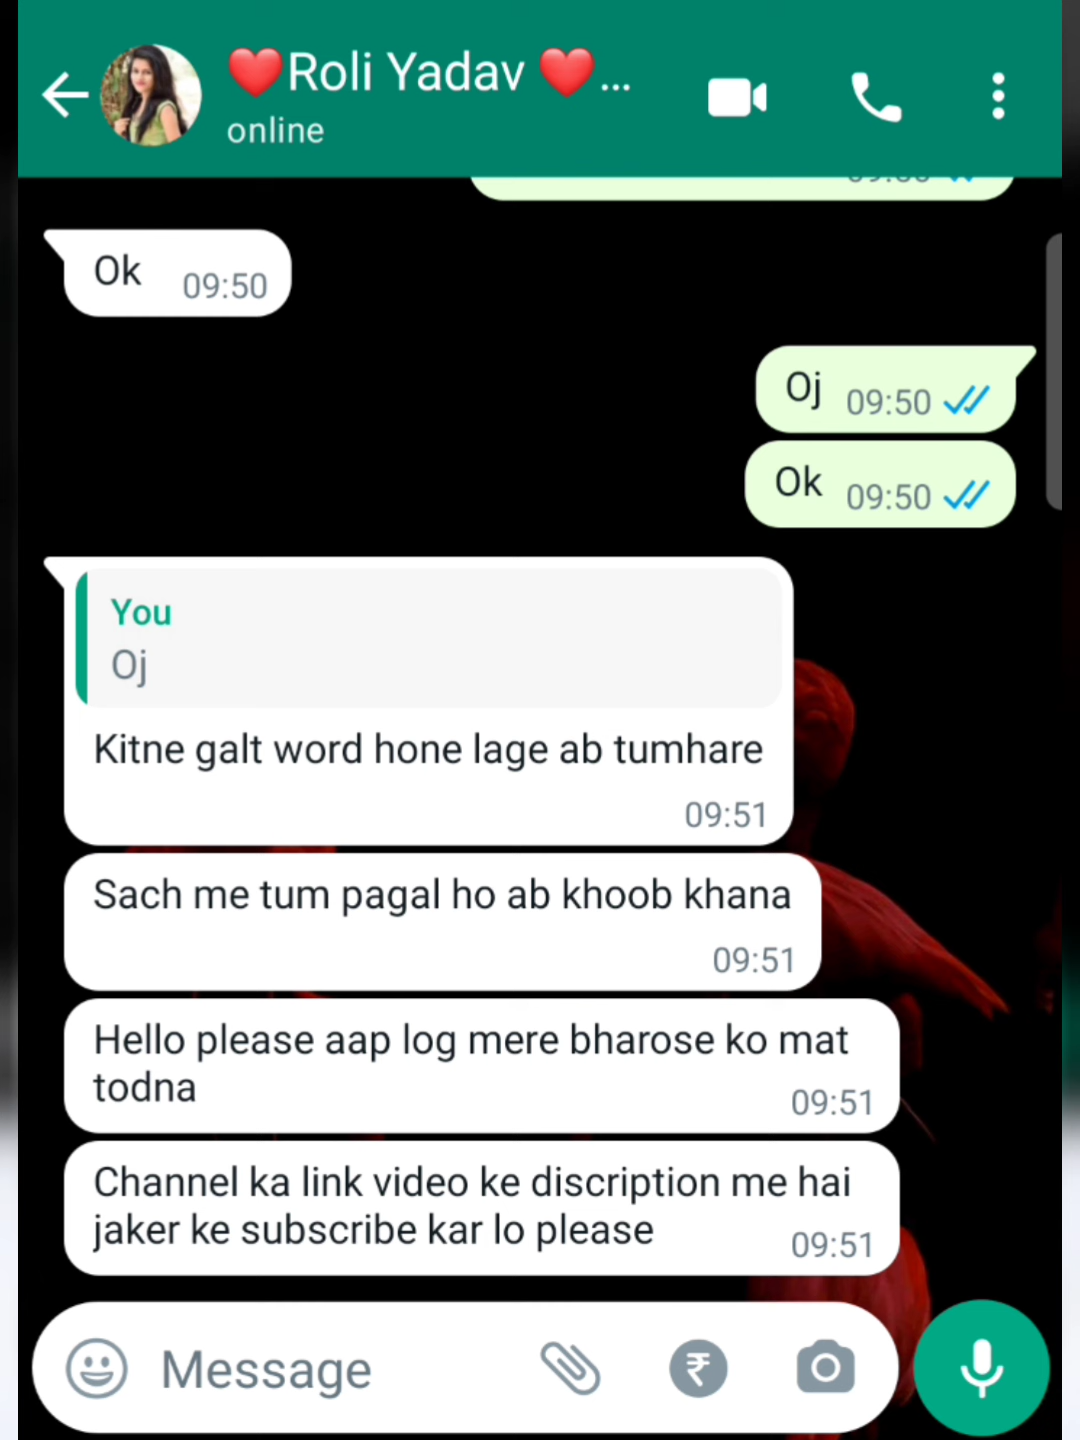 ❤️Roli Yadav ❤️...
online
Ok 09:50
Oj 09:50
Ok 09:50
You
Oj
Kitne galt word hone lage ab tumhare
09:51
Sach me tum pagal ho ab khoob khana
09:51
Hello please aap log mere bharose ko mat
todna 09:51
Channel ka link video ke discription me hai
jaker ke subscribe kar lo please 09:51
Message ₹